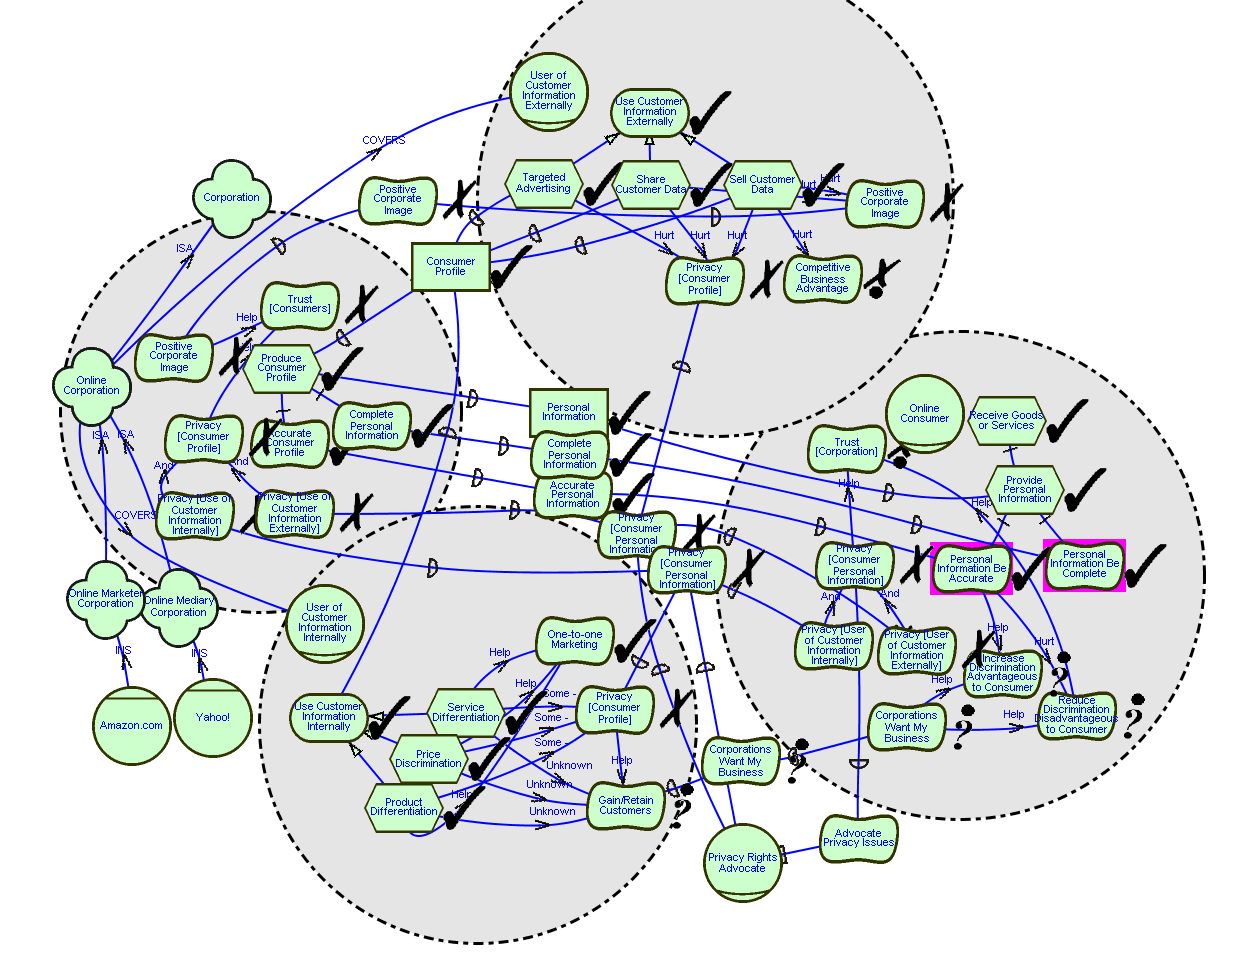 User of
Customer
Information
Externally
Use Customer
Information
Externally
COVERS
Corporation
Targeted
Advertising
Share
Customer Data
Sell Customer
Data
Hurt
Positive
Corporate
Image
Positive
Corporate
Image
ISA
Hurt
Hurt
Hurt
Hurt
Consumer
Profile
Privacy
[Consumer
Profile]
Competitive
Business
Advantage
Trust
[Consumers]
Help
Positive
Corporate
Image
Produce
Consumer
Profile
Online
Corporation
Personal
Information
Online
Consumer
Receive Goods
or Services
Complete
Personal
Information
Privacy
[Consumer
Profile]
Accurate
Consumer
Profile
ISA
ISA
Complete
Personal
Information
Trust
[Corporation]
And
And
Help
Provide
Personal
Information
Help
Accurate
Personal
Information
Privacy [Use of
Customer
Information
Internally]
Privacy [Use of
Customer
Information
Externally]
COVERS
Privacy
[Consumer
Personal
Information]
Privacy
[Consumer
Personal
Information]
Privacy
[Consumer
Personal
Information]
Personal
Information Be
Accurate
Personal
Information Be
Complete
And
And
Online Marketer
Corporation
Online Mediary
Corporation
User of
Customer
Information
Internally
One-to-one
Marketing
Privacy [User
of Customer
Information
Internally]
Privacy [User
of Customer
Information
Externally]
Help
Hurt
INS
INS
Help
Help
Increase
Discrimination
Advantageous
to Consumer
Help
Amazon.com
Yahoo!
Use Customer
Information
Internally
Service
Differentiation
Some -
Some -
Some -
Privacy
[Consumer
Profile]
Reduce
Discrimination
Disadvantageous
to Consumer
Corporations
Want My
Business
Help
Price
Discrimination
Help
Unknown
Unknown
Unknown
Corporations
Want My
Business
Product
Differentiation
Help
Gain/Retain
Customers
Advocate
Privacy Issues
Privacy Rights
Advocate